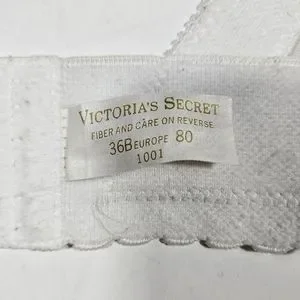 VICTORIA'S SECRET
FIBER AND CARE ON REVERSE
36B EUROPE 80
1001